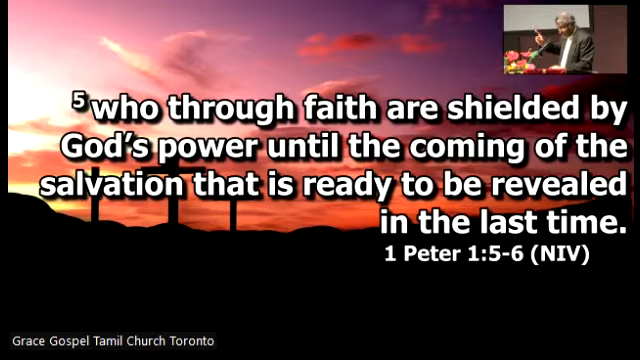 5 who through faith are shielded by
God's power until the coming of the
salvation that is ready to be revealed
in the last time.
1 Peter 1:5-6 (NIV)
Grace Gospel Tamil Church Toronto